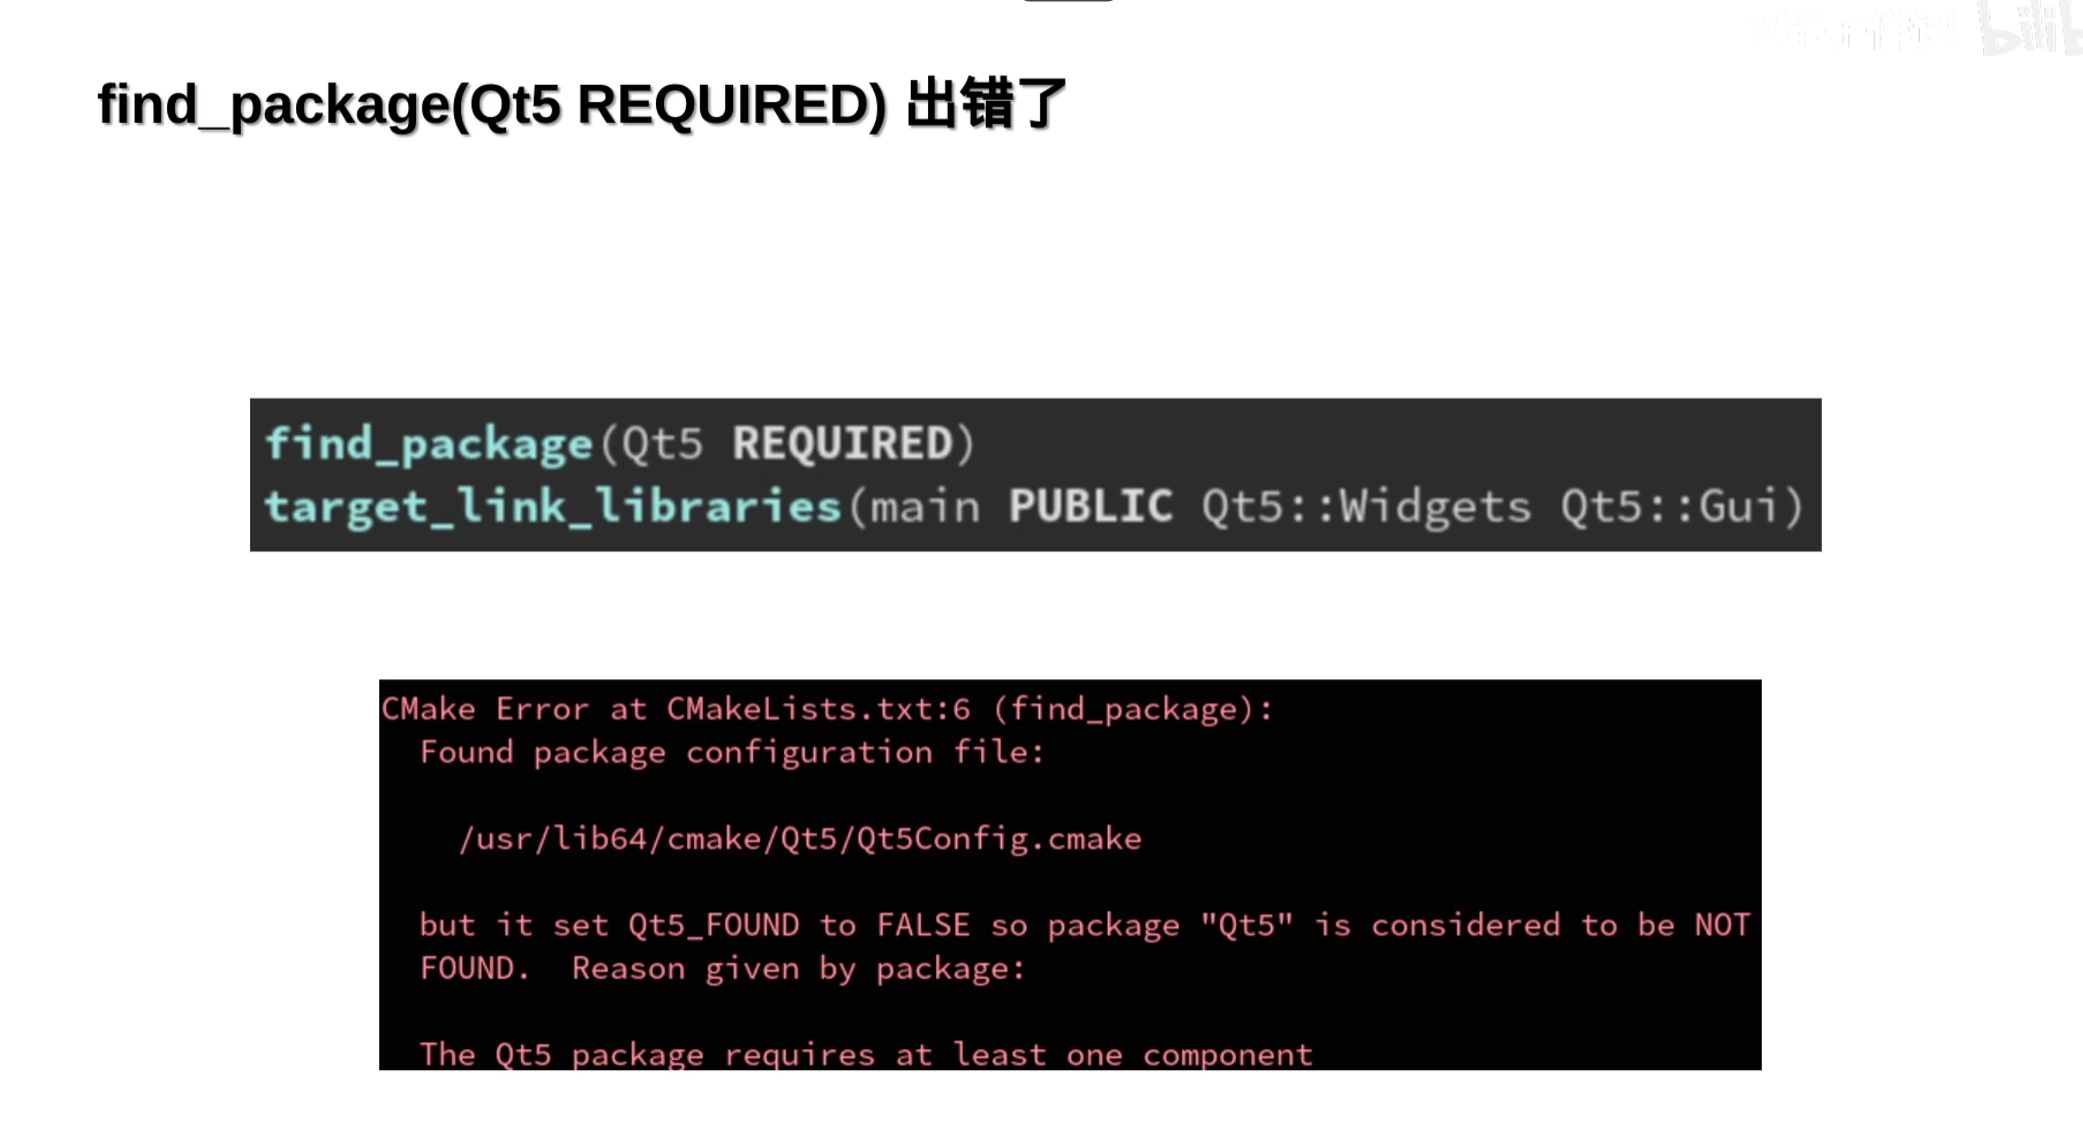 find_package(Qt5 REQUIRED) 出错了
find_package(Qt5 REQUIRED)
target_link_libraries(main PUBLIC Qt5::Widgets Qt5::Gui)
CMake Error at CMakeLists.txt:6 (find_package):
Found package configuration file:
/usr/lib64/cmake/Qt5/Qt5Config.cmake
but it set Qt5_FOUND to FALSE so package "Qt5" is considered to be NOT
FOUND.  Reason given by package:
The Qt5 package requires at least one component